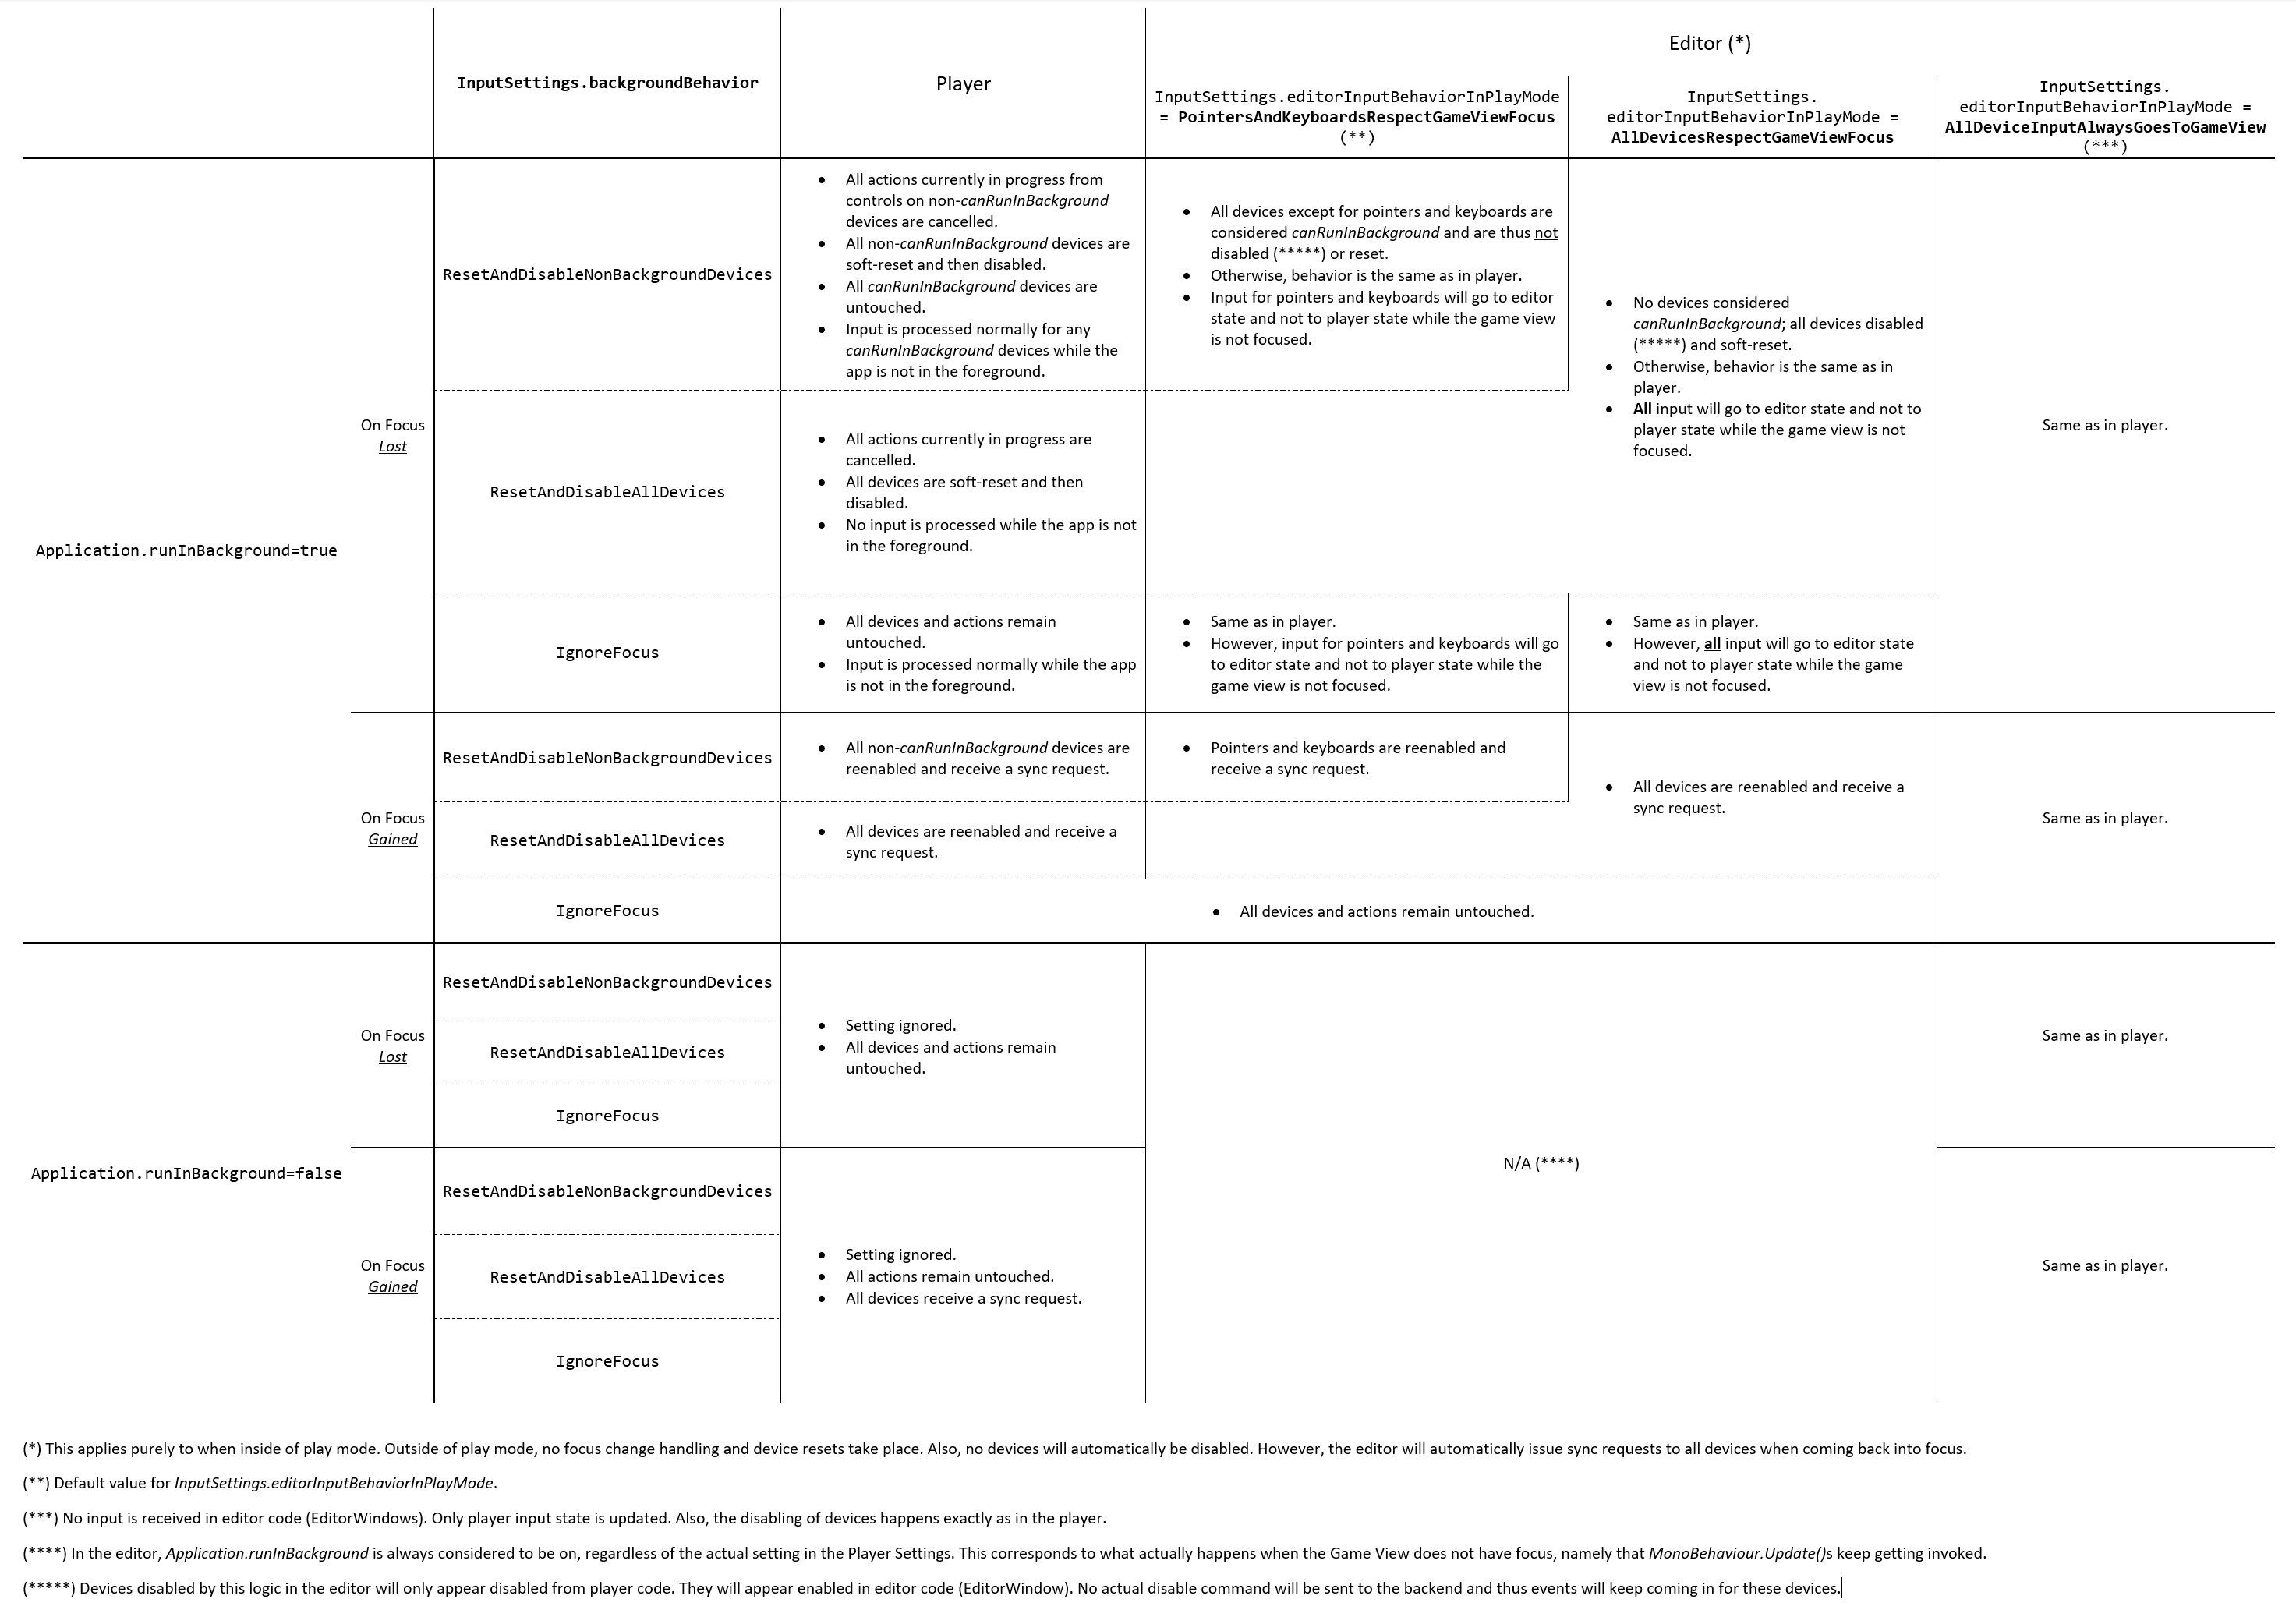 Editor (*)
InputSettings.backgroundBehavior
Player
InputSettings.editorInputBehaviorInPlayMode
= PointersAndKeyboardsRespectGameViewFocus
(**)
InputSettings.
editorInputBehaviorInPlayMode =
AllDevicesRespectGameViewFocus
InputSettings.
editorInputBehaviorInPlayMode =
AllDeviceInputAlwaysGoesToGameView
(***)
Application.runInBackground=true
On Focus
Lost
ResetAndDisableNonBackgroundDevices
• All actions currently in progress from
controls on non-canRunInBackground
devices are cancelled.
• All non-canRunInBackground devices are
soft-reset and then disabled.
• All canRunInBackground devices are
untouched.
• Input is processed normally for any
canRunInBackground devices while the
app is not in the foreground.
• All devices except for pointers and keyboards are
considered canRunInBackground and are thus not
disabled (*****) or reset.
• Otherwise, behavior is the same as in player.
• Input for pointers and keyboards will go to editor
state and not to player state while the game view
is not focused.
• No devices considered
canRunInBackground; all devices disabled
(*****) and soft-reset.
• Otherwise, behavior is the same as in
player.
• All input will go to editor state and not to
player state while the game view is not
focused.
Same as in player.
ResetAndDisableAllDevices
• All actions currently in progress are
cancelled.
• All devices are soft-reset and then
disabled.
• No input is processed while the app is not
in the foreground.
IgnoreFocus
• All devices and actions remain
untouched.
• Input is processed normally while the app
is not in the foreground.
• Same as in player.
• However, input for pointers and keyboards will go
to editor state and not to player state while the
game view is not focused.
• Same as in player.
• However, all input will go to editor state
and not to player state while the game
view is not focused.
On Focus
Gained
ResetAndDisableNonBackgroundDevices
• All non-canRunInBackground devices are
reenabled and receive a sync request.
• Pointers and keyboards are reenabled and
receive a sync request.
• All devices are reenabled and receive a
sync request.
Same as in player.
ResetAndDisableAllDevices
• All devices are reenabled and receive a
sync request.
IgnoreFocus
• All devices and actions remain untouched.
Application.runInBackground=false
On Focus
Lost
ResetAndDisableNonBackgroundDevices
ResetAndDisableAllDevices
IgnoreFocus
• Setting ignored.
• All devices and actions remain
untouched.
N/A (****)
Same as in player.
On Focus
Gained
ResetAndDisableNonBackgroundDevices
ResetAndDisableAllDevices
IgnoreFocus
• Setting ignored.
• All actions remain untouched.
• All devices receive a sync request.
Same as in player.
(*) This applies purely to when inside of play mode. Outside of play mode, no focus change handling and device resets take place. Also, no devices will automatically be disabled. However, the editor will automatically issue sync requests to all devices when coming back into focus.
(**) Default value for InputSettings.editorInputBehaviorInPlayMode.
(***) No input is received in editor code (EditorWindows). Only player input state is updated. Also, the disabling of devices happens exactly as in the player.
(****) In the editor, Application.runInBackground is always considered to be on, regardless of the actual setting in the Player Settings. This corresponds to what actually happens when the Game View does not have focus, namely that MonoBehaviour.Update()s keep getting invoked.
(*****) Devices disabled by this logic in the editor will only appear disabled from player code. They will appear enabled in editor code (EditorWindow). No actual disable command will be sent to the backend and thus events will keep coming in for these devices.